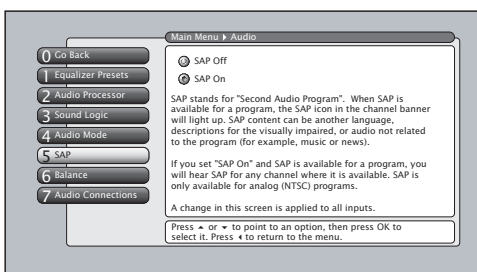 Main Menu ▸ Audio
0 Go Back
1 Equalizer Presets
2 Audio Processor
3 Sound Logic
4 Audio Mode
5 SAP
6 Balance
7 Audio Connections
SAP Off
SAP On
SAP stands for "Second Audio Program". When SAP is
available for a program, the SAP icon in the channel banner
will light up. SAP content can be another language,
descriptions for the visually impaired, or audio not related
to the program (for example, music or news).
If you set "SAP On" and SAP is available for a program, you
will hear SAP for any channel where it is available. SAP is
only available for analog (NTSC) programs.
A change in this screen is applied to all inputs.
Press ▴ or ▾ to point to an option, then press OK to
select it. Press ◂ to return to the menu.